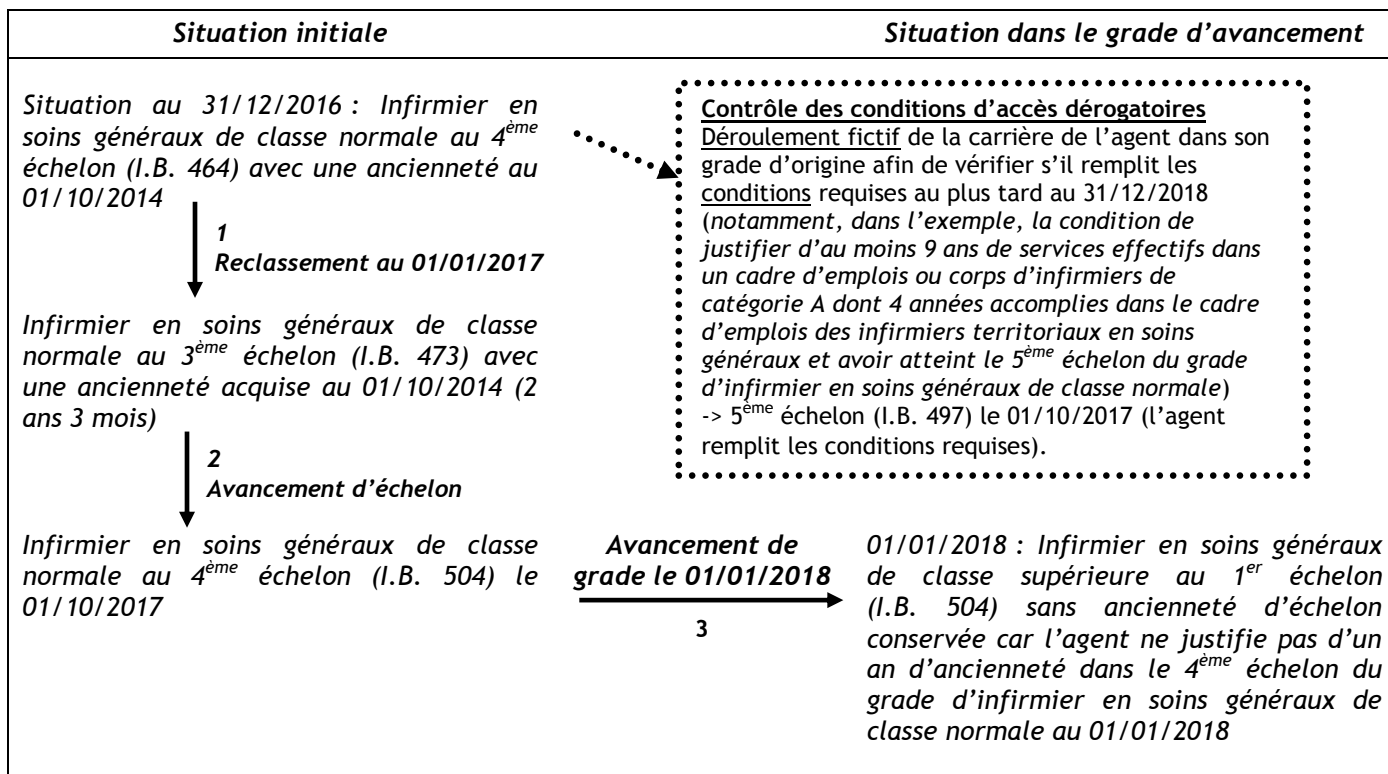 Situation initiale
Situation dans le grade d’avancement
Situation au 31/12/2016 : Infirmier en
soins généraux de classe normale au 4ème
échelon (I.B. 464) avec une ancienneté au
01/10/2014
Contrôle des conditions d’accès dérogatoires
Déroulement fictif de la carrière de l’agent dans son
grade d’origine afin de vérifier s’il remplit les
conditions requises au plus tard au 31/12/2018
(notamment, dans l’exemple, la condition de
justifier d’au moins 9 ans de services effectifs dans
un cadre d’emplois ou corps d’infirmiers de
catégorie A dont 4 années accomplies dans le cadre
d’emplois des infirmiers territoriaux en soins
généraux et avoir atteint le 5ème échelon du grade
d’infirmier en soins généraux de classe normale)
-> 5ème échelon (I.B. 497) le 01/10/2017 (l’agent
remplit les conditions requises).
1
Reclassement au 01/01/2017
Infirmier en soins généraux de classe
normale au 3ème échelon (I.B. 473) avec
une ancienneté acquise au 01/10/2014 (2
ans 3 mois)
2
Avancement d’échelon
Infirmier en soins généraux de classe
normale au 4ème échelon (I.B. 504) le
01/10/2017
Avancement de
grade le 01/01/2018
3
01/01/2018 : Infirmier en soins généraux
de classe supérieure au 1er échelon
(I.B. 504) sans ancienneté d’échelon
conservée car l’agent ne justifie pas d’un
an d’ancienneté dans le 4ème échelon du
grade d’infirmier en soins généraux de
classe normale au 01/01/2018